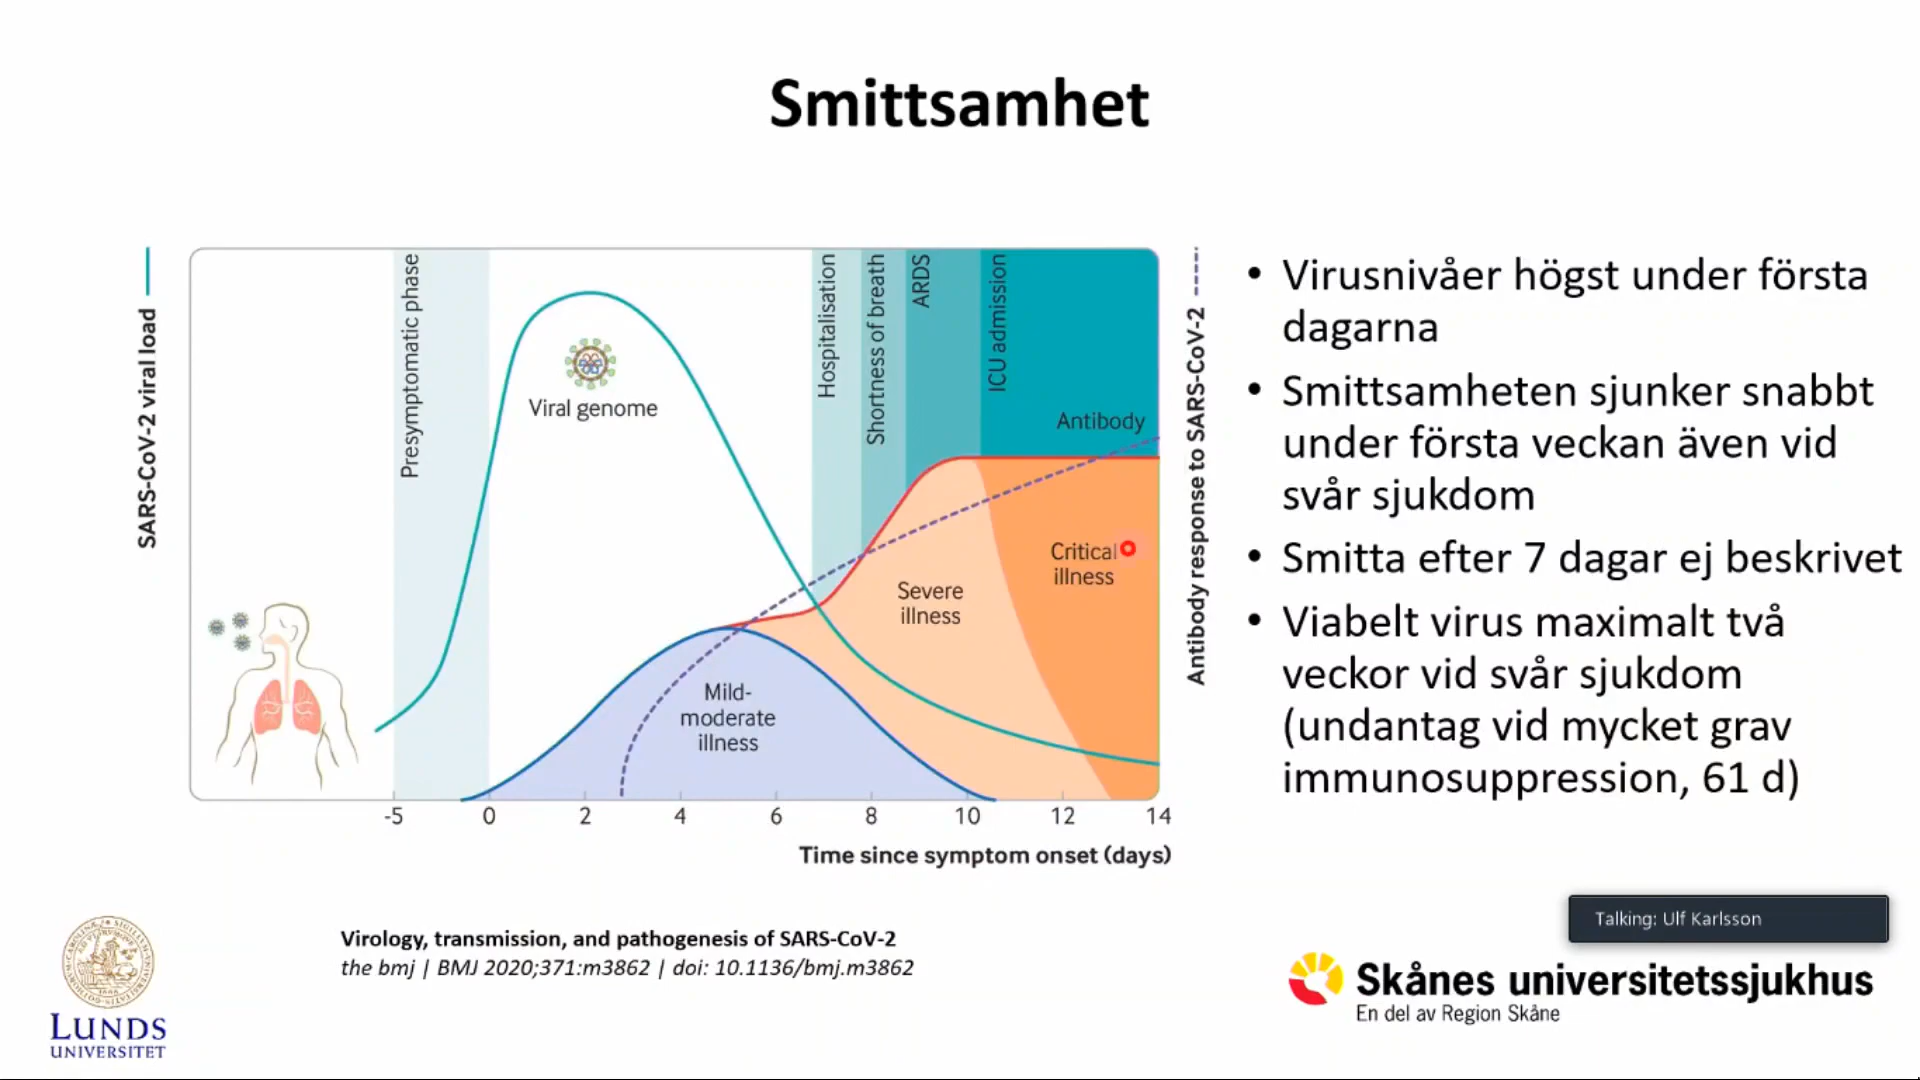 Smittsamhet
SARS-CoV-2 viral load
Presymptomatic phase
Viral genome
Hospitalisation
Shortness of breath
ARDS
ICU admission
Antibody
Critical
illness
Severe
illness
Mild-
moderate
illness
Antibody response to SARS-CoV-2
-5 0 2 4 6 8 10 12 14
Time since symptom onset (days)
• Virusnivåer högst under första
dagarna
• Smittsamheten sjunker snabbt
under första veckan även vid
svår sjukdom
• Smitta efter 7 dagar ej beskrivet
• Viabelt virus maximalt två
veckor vid svår sjukdom
(undantag vid mycket grav
immunosuppression, 61 d)
Talking: Ulf Karlsson
Virology, transmission, and pathogenesis of SARS-CoV-2
the bmj | BMJ 2020;371:m3862 | doi: 10.1136/bmj.m3862
LUNDS
UNIVERSITET
Skånes universitetssjukhus
En del av Region Skåne